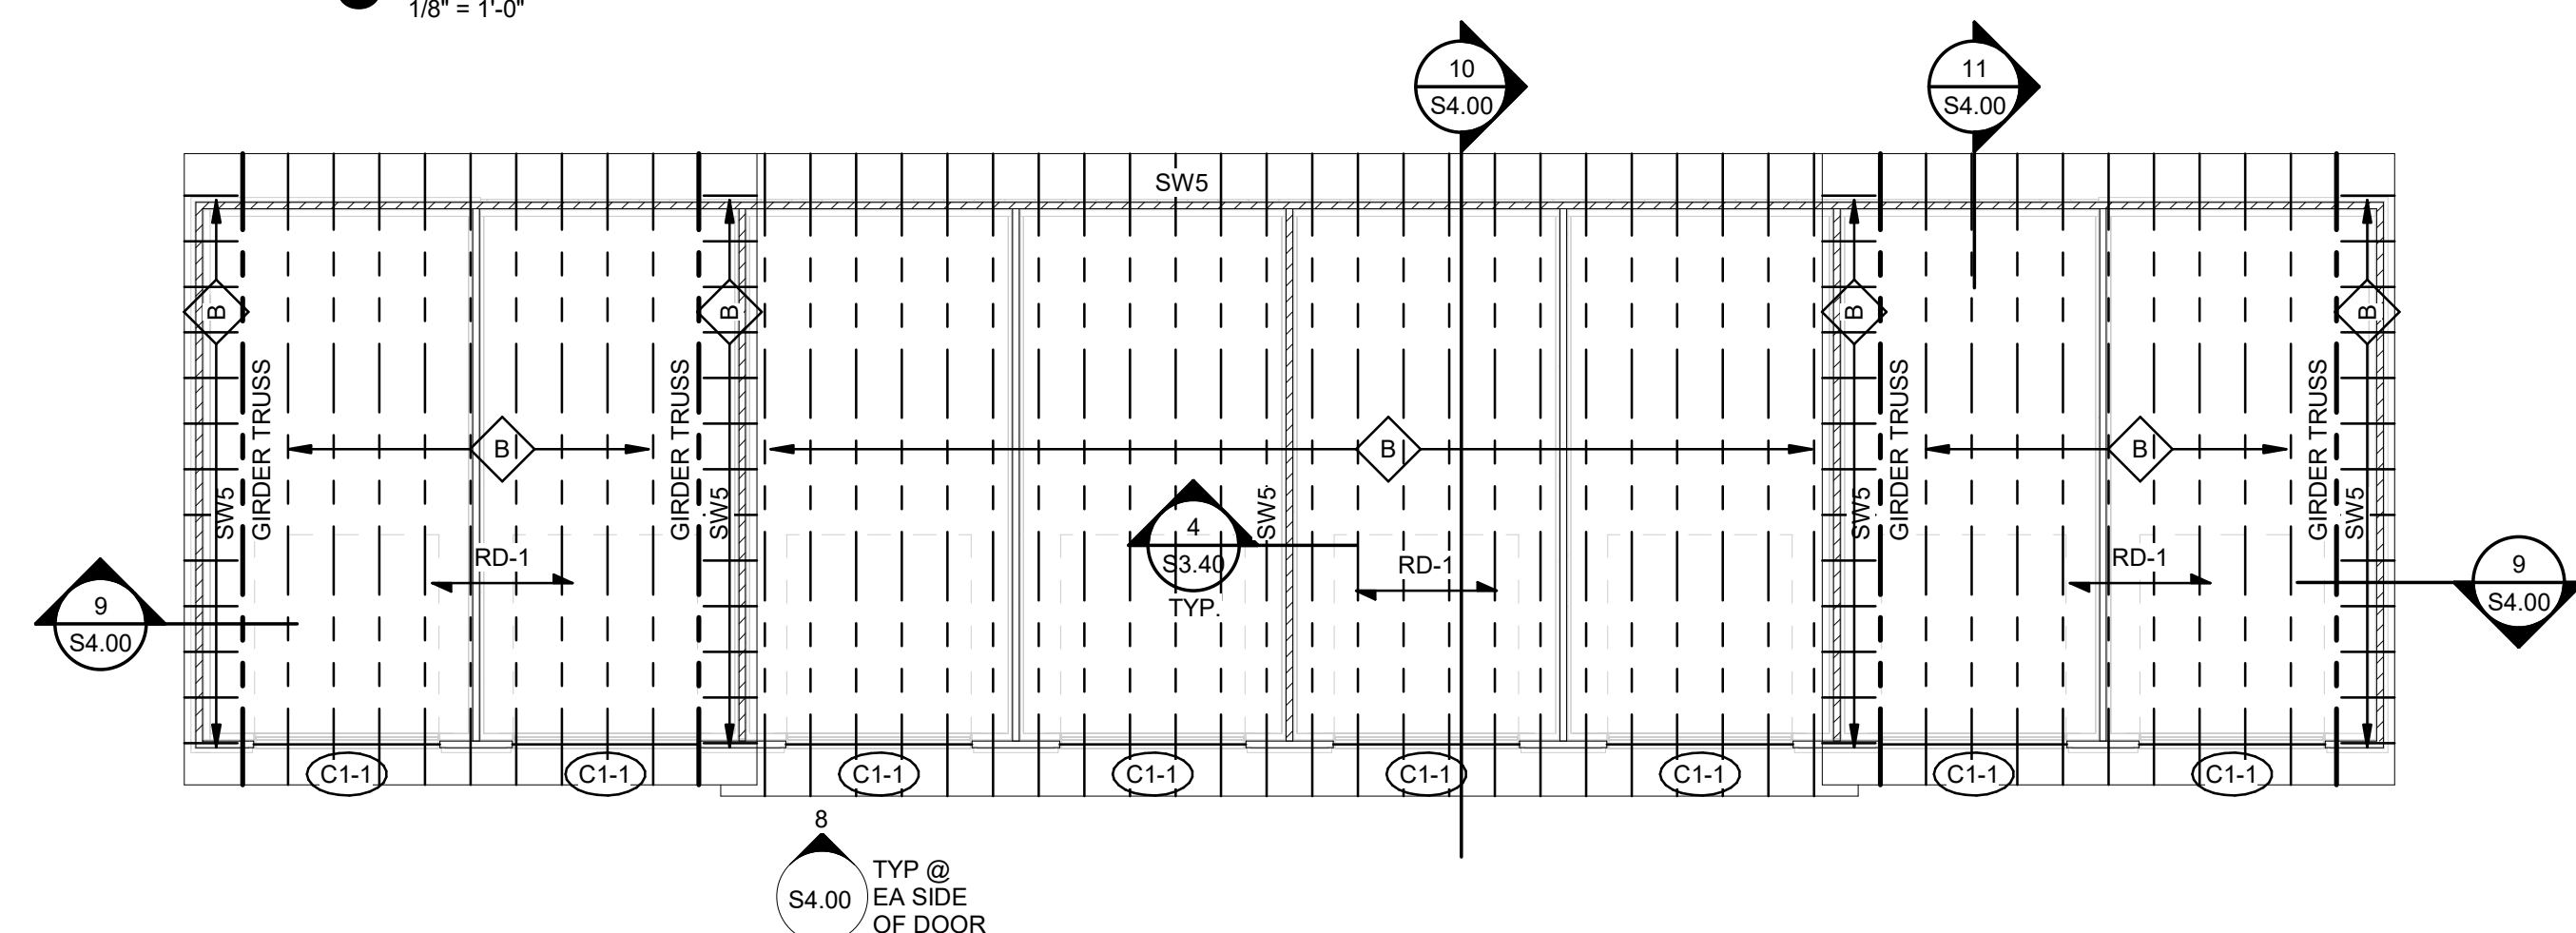 1/8" = 1'-0"
10
S4.00
11
S4.00
SW5
B
B
B
B
GIRDER TRUSS
GIRDER TRUSS
GIRDER TRUSS
GIRDER TRUSS
B
B
B
SW5
SW5
SW5
SW5
SW5
4
S3.40
TYP.
RD-1
RD-1
RD-1
9
S4.00
9
S4.00
C1-1
C1-1
C1-1
C1-1
C1-1
C1-1
C1-1
C1-1
8
S4.00
TYP @
EA SIDE
OF DOOR